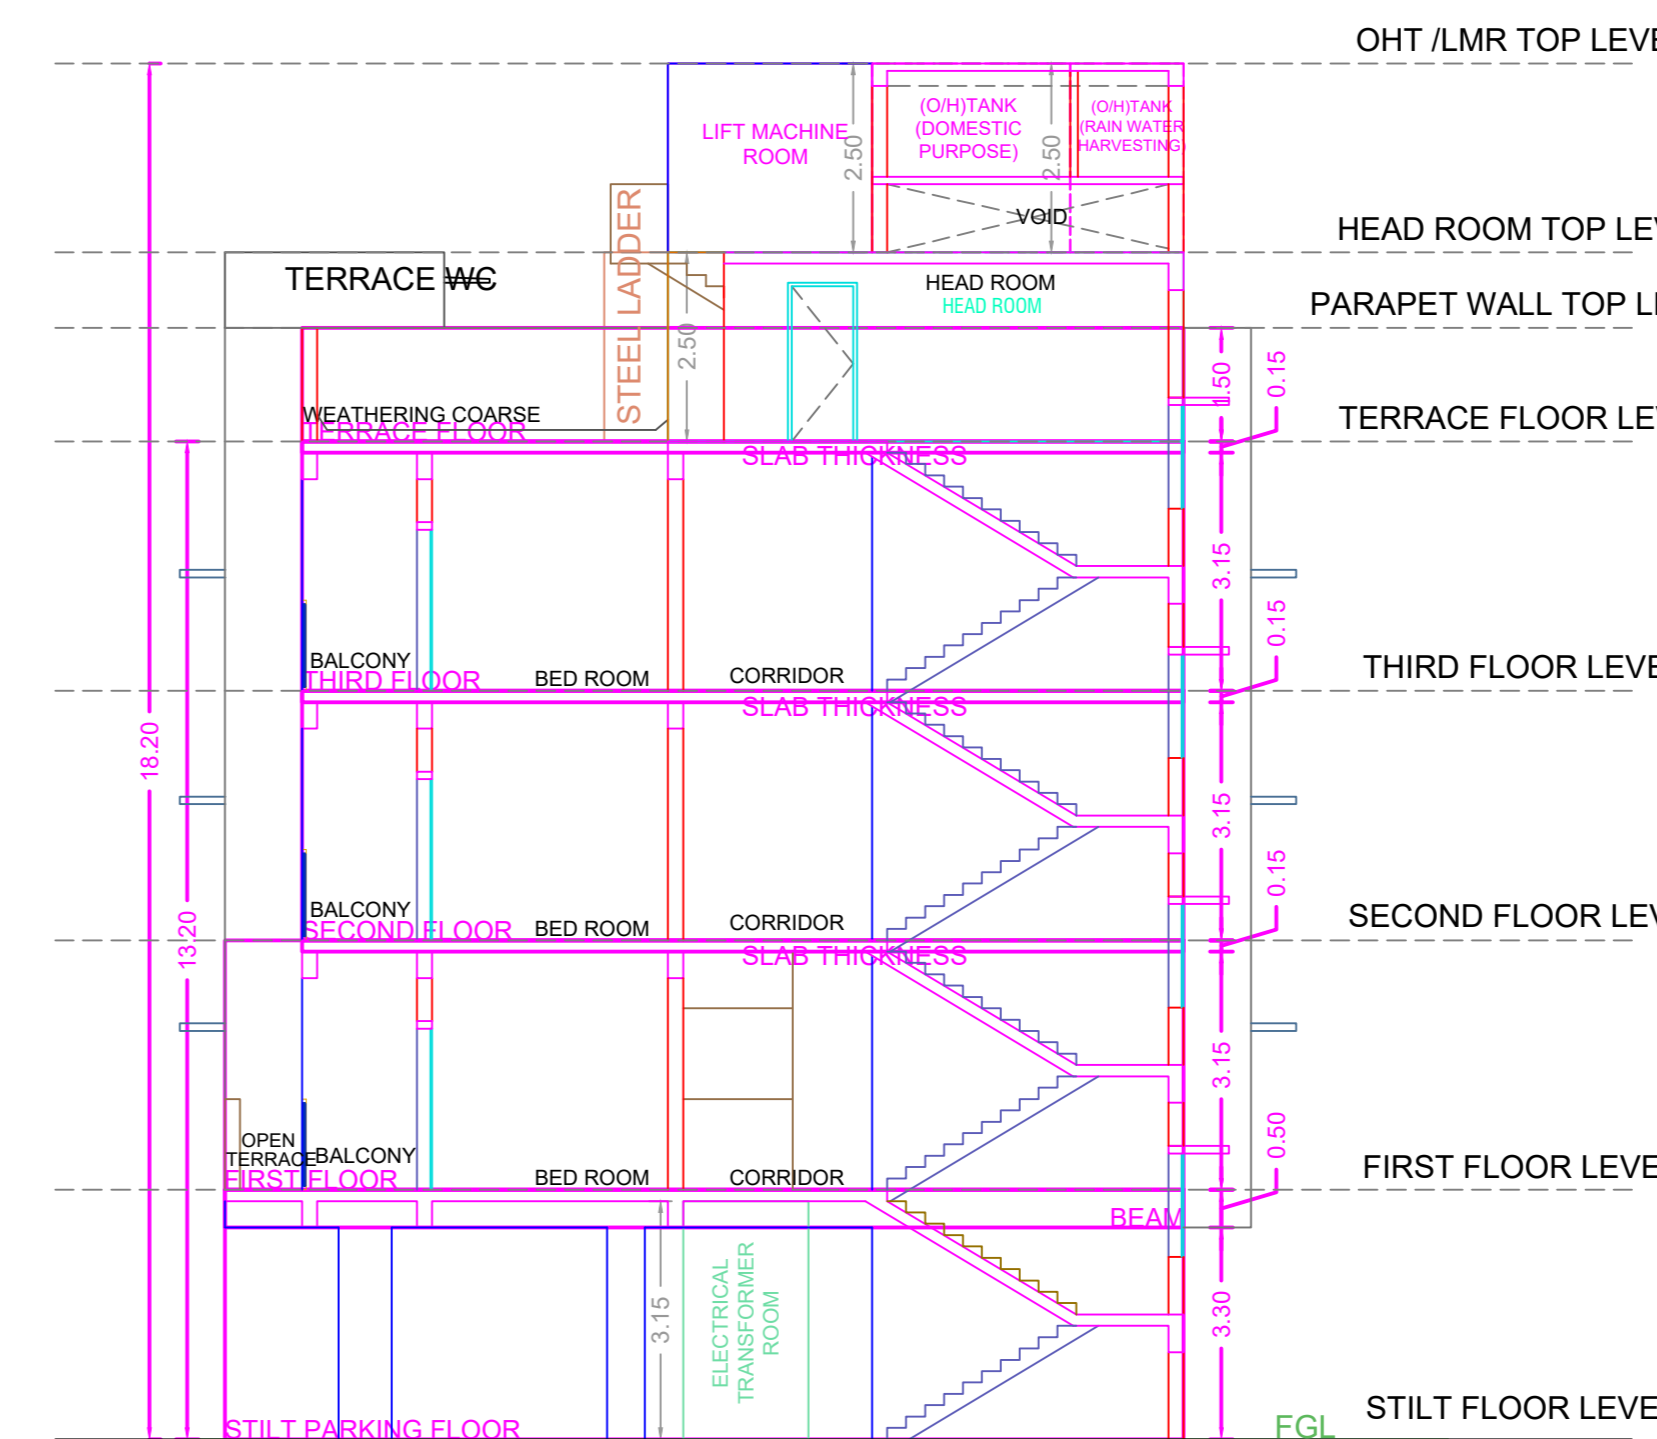 OHT /LMR TOP LEVE
LIFT MACHINE
ROOM
2.50
(O/H)TANK
(DOMESTIC
PURPOSE)
2.50
(O/H)TANK
(RAIN WATER
HARVESTING)
VOID
STEEL LADDER
HEAD ROOM TOP LEV
TERRACE WC
HEAD ROOM
HEAD ROOM
PARAPET WALL TOP LE
2.50
1.50
0.15
WEATHERING COARSE
TERRACE FLOOR
TERRACE FLOOR LEV
SLAB THICKNESS
3.15
0.15
BALCONY
THIRD FLOOR
BED ROOM
CORRIDOR
THIRD FLOOR LEVE
SLAB THICKNESS
18.20
3.15
0.15
13.20
BALCONY
SECOND FLOOR
BED ROOM
CORRIDOR
SECOND FLOOR LEV
SLAB THICKNESS
3.15
0.50
OPEN
TERRACE
BALCONY
FIRST FLOOR
BED ROOM
CORRIDOR
FIRST FLOOR LEVE
BEAM
3.15
ELECTRICAL
TRANSFORMER
ROOM
3.30
STILT PARKING FLOOR
FGL
STILT FLOOR LEVE